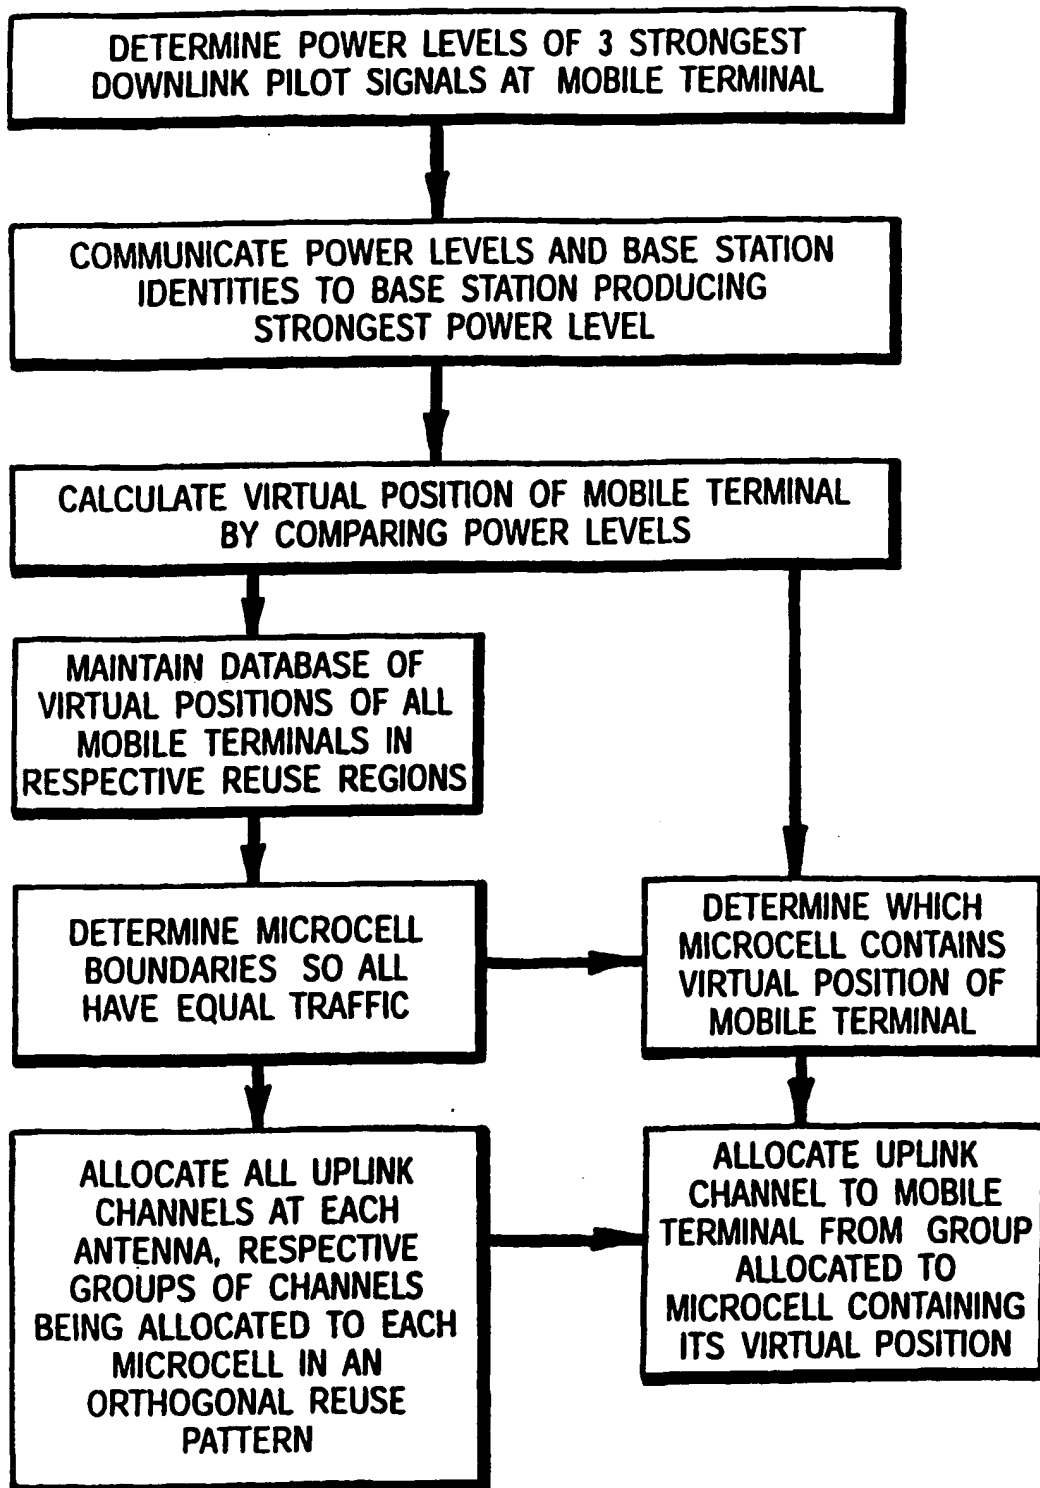 DETERMINE POWER LEVELS OF 3 STRONGEST
DOWNLINK PILOT SIGNALS AT MOBILE TERMINAL
COMMUNICATE POWER LEVELS AND BASE STATION
IDENTITIES TO BASE STATION PRODUCING
STRONGEST POWER LEVEL
CALCULATE VIRTUAL POSITION OF MOBILE TERMINAL
BY COMPARING POWER LEVELS
MAINTAIN DATABASE OF
VIRTUAL POSITIONS OF ALL
MOBILE TERMINALS IN
RESPECTIVE REUSE REGIONS
DETERMINE MICROCELL
BOUNDARIES SO ALL
HAVE EQUAL TRAFFIC
DETERMINE WHICH
MICROCELL CONTAINS
VIRTUAL POSITION OF
MOBILE TERMINAL
ALLOCATE ALL UPLINK
CHANNELS AT EACH
ANTENNA, RESPECTIVE
GROUPS OF CHANNELS
BEING ALLOCATED TO EACH
MICROCELL IN AN
ORTHOGONAL REUSE
PATTERN
ALLOCATE UPLINK
CHANNEL TO MOBILE
TERMINAL FROM GROUP
ALLOCATED TO
MICROCELL CONTAINING
ITS VIRTUAL POSITION